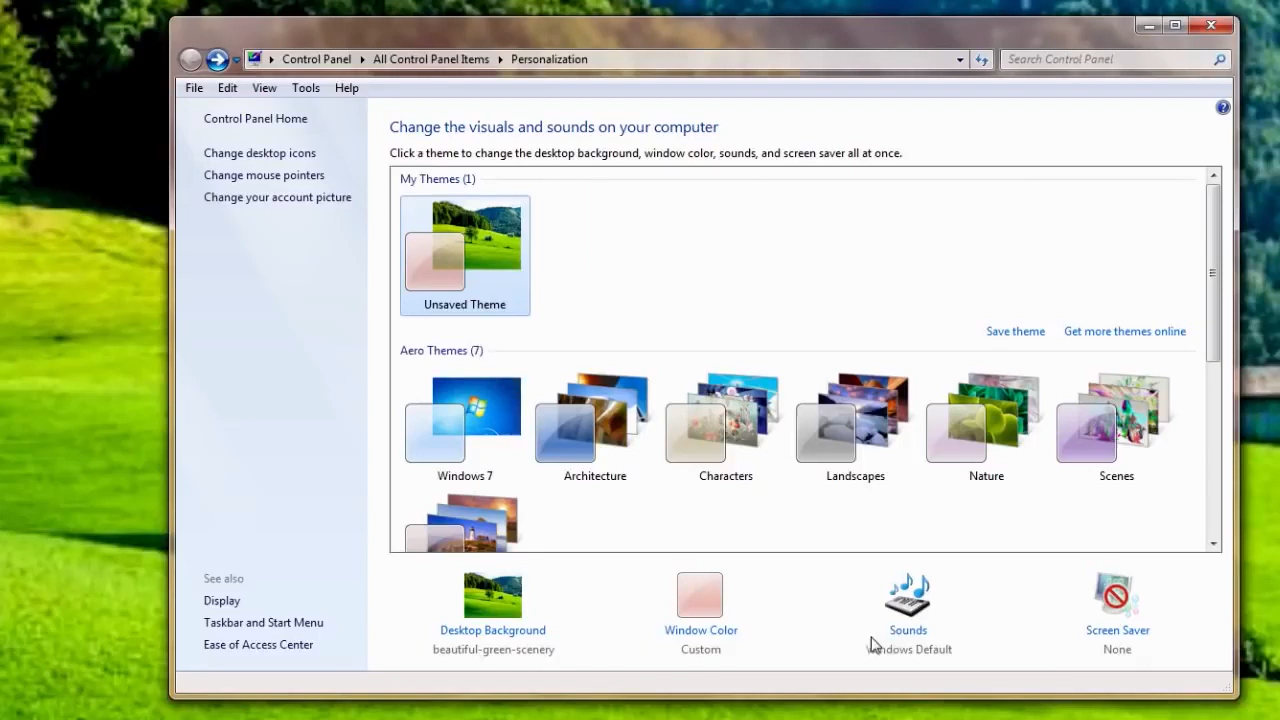 Control Panel All Control Panel Items Personalization
Search Control Panel
File Edit View Tools Help
Control Panel Home
Change desktop icons
Change mouse pointers
Change your account picture
See also
Display
Taskbar and Start Menu
Ease of Access Center
Change the visuals and sounds on your computer
Click a theme to change the desktop background, window color, sounds, and screen saver all at once.
My Themes (1)
Unsaved Theme
Save theme Get more themes online
Aero Themes (7)
Windows 7 Architecture Characters Landscapes Nature Scenes
Desktop Background Window Color Sounds Screen Saver
beautiful-green-scenery Custom Windows Default None